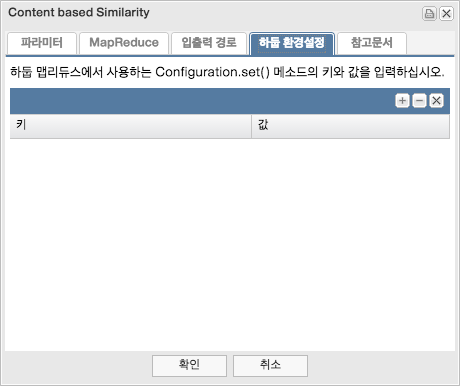 Content based Similarity
파라미터 MapReduce 입출력 경로 하둡 환경설정 참고문서
하둡 맵리듀스에서 사용하는 Configuration.set() 메소드의 키와 값을 입력하십시오.
키 값
확인 취소